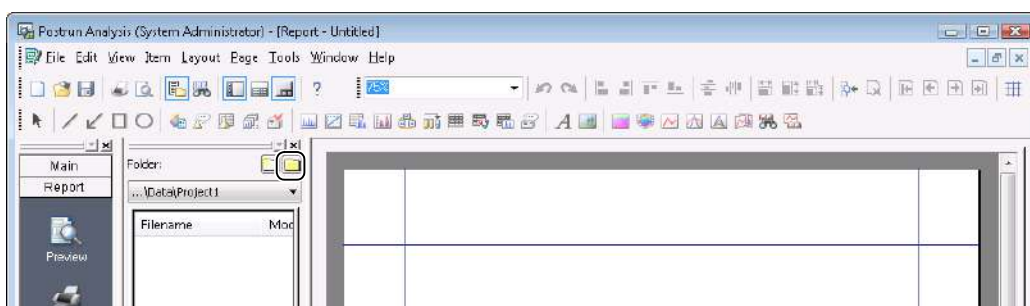 Postrun Analysis (System Administrator) - [Report - Untitled]
File Edit View Item Layout Page Tools Window Help
75%
Main
Folder:
Report
...\Data\Project1
Filename Mod
Preview